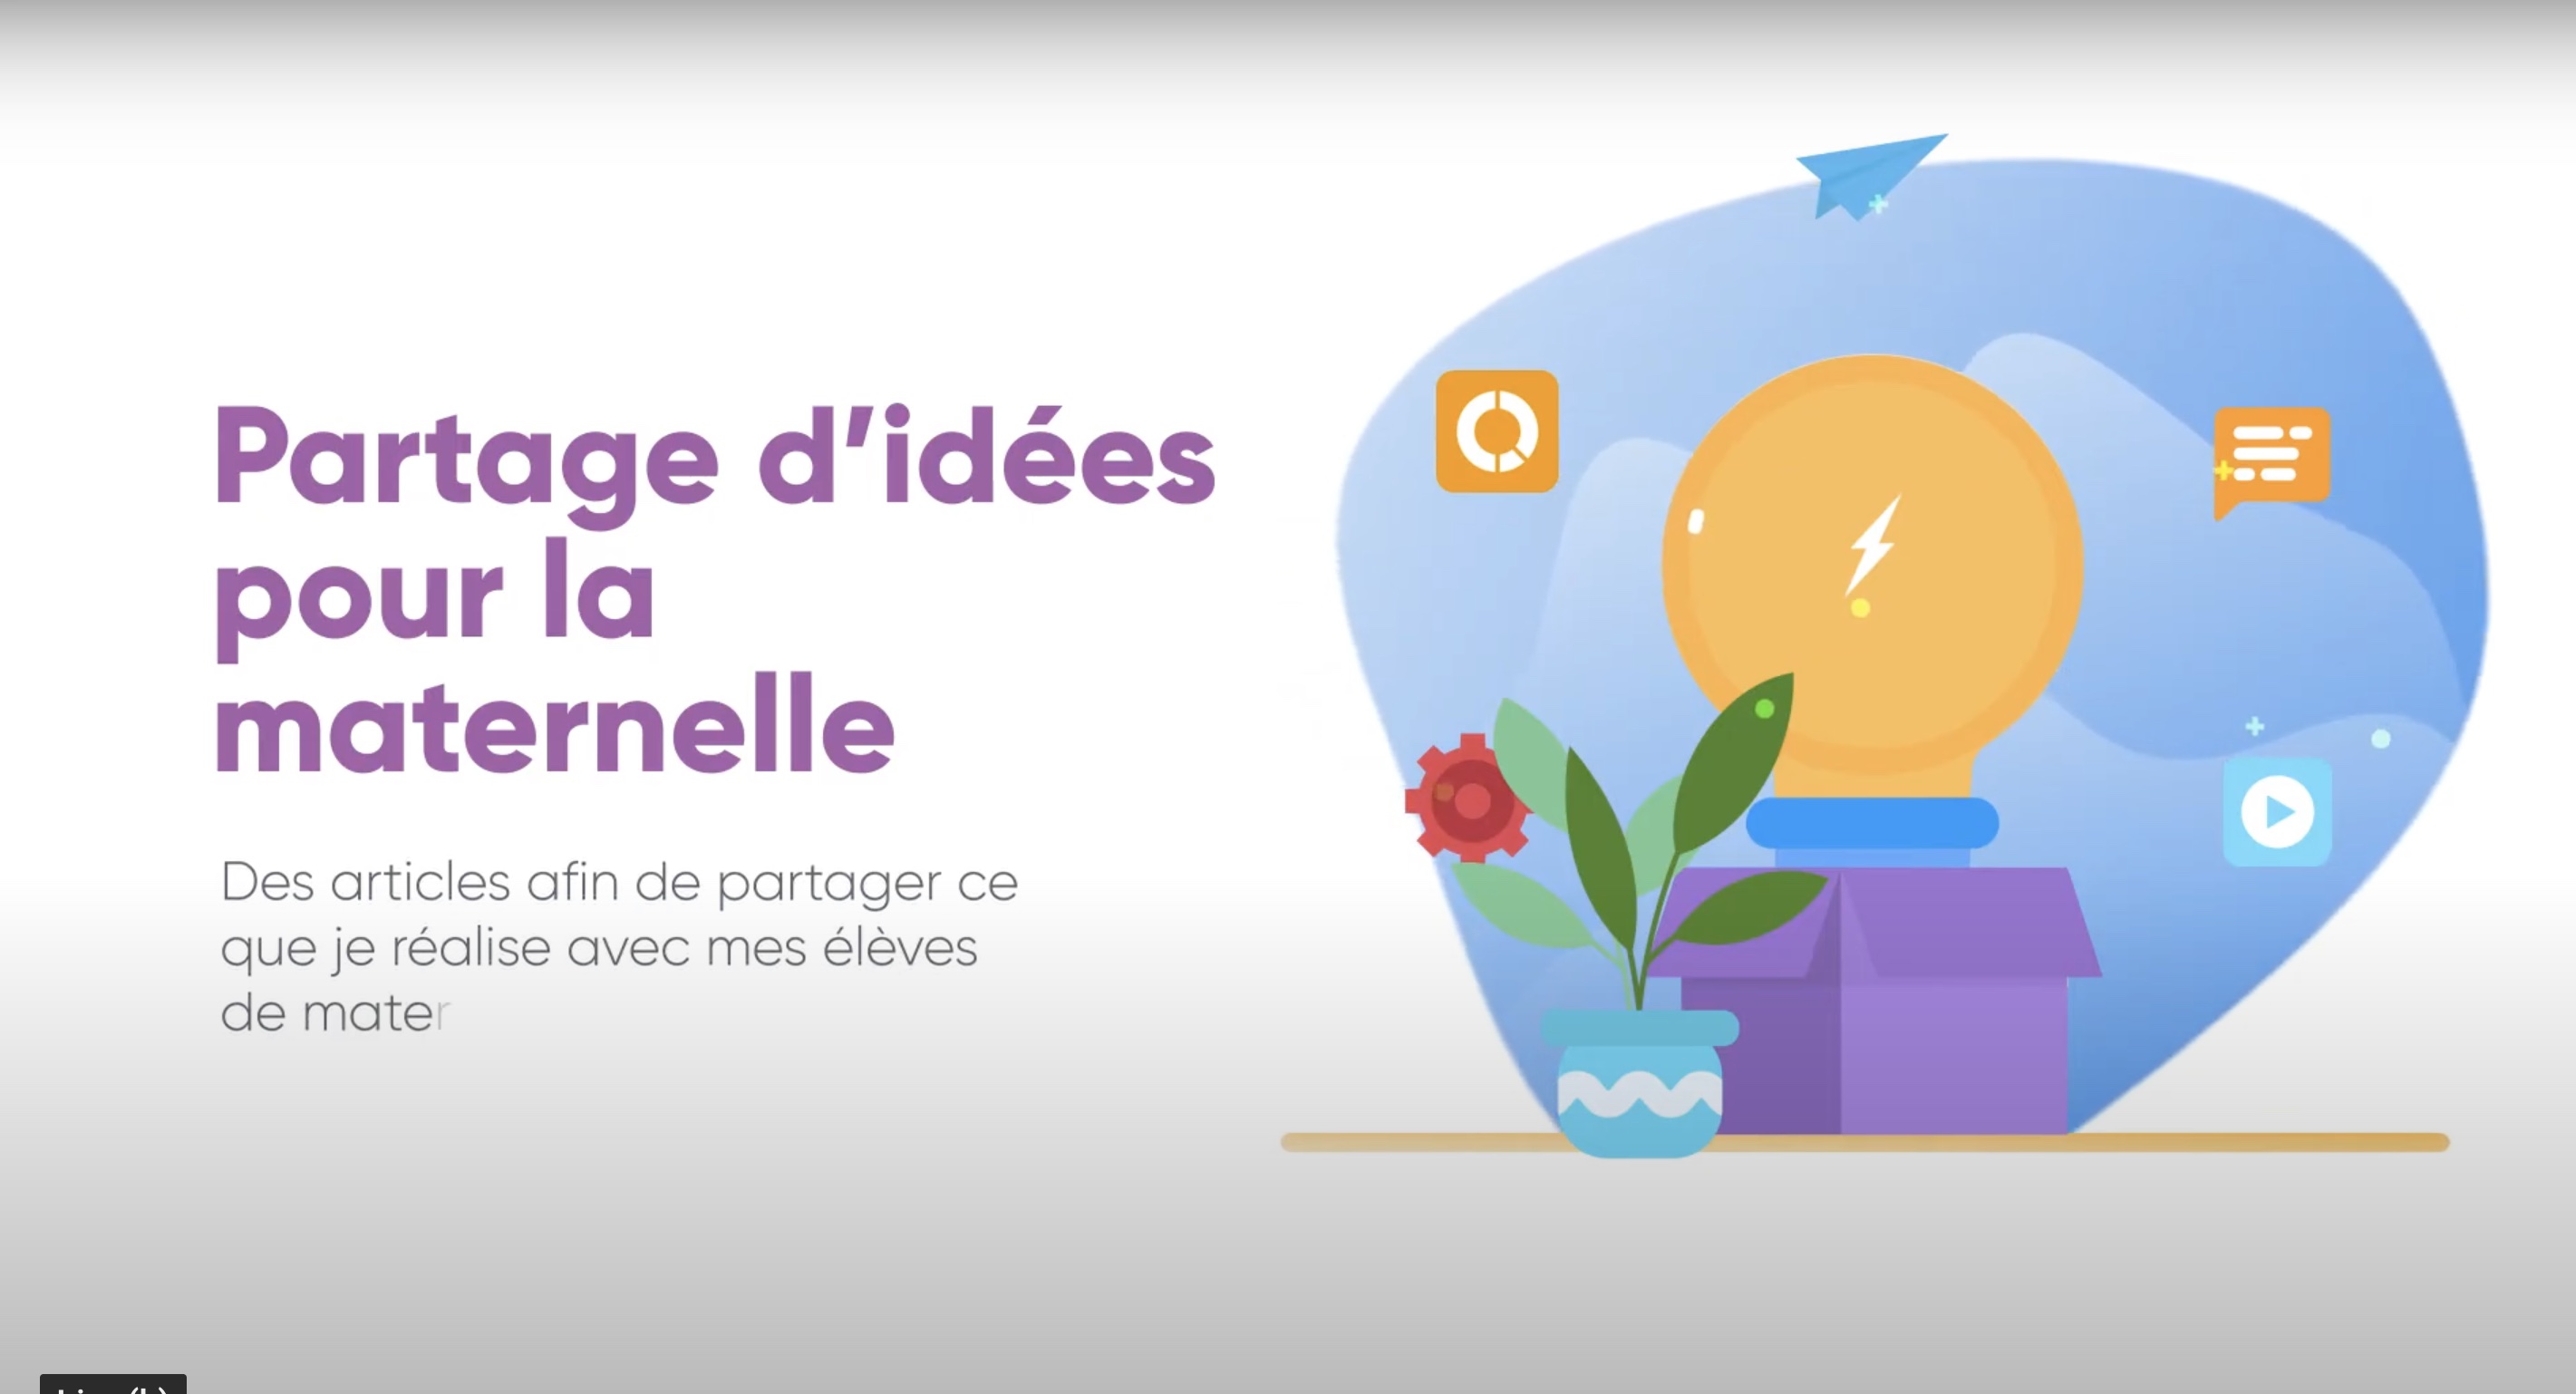 Partage d’idées
pour la
maternelle
Des articles afin de partager ce
que je réalise avec mes élèves
de mater